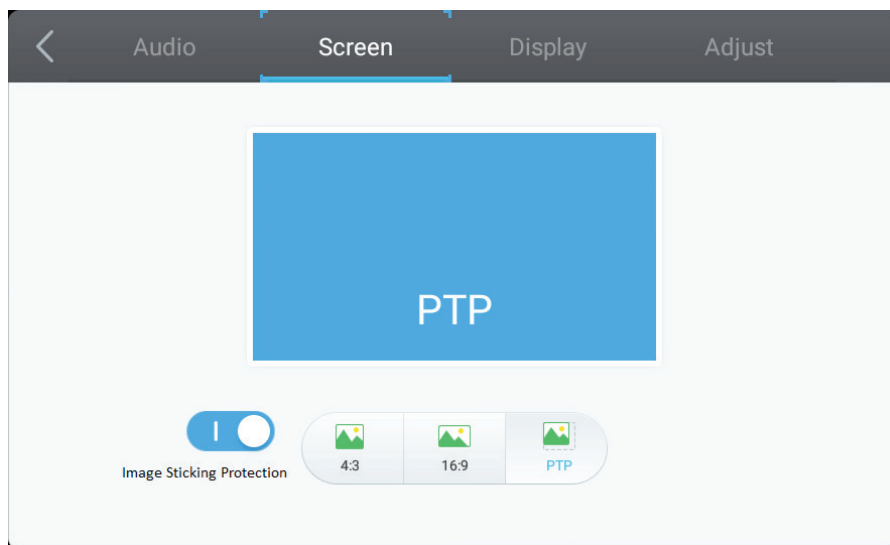 Audio Screen Display Adjust
PTP
Image Sticking Protection
4:3 16:9 PTP